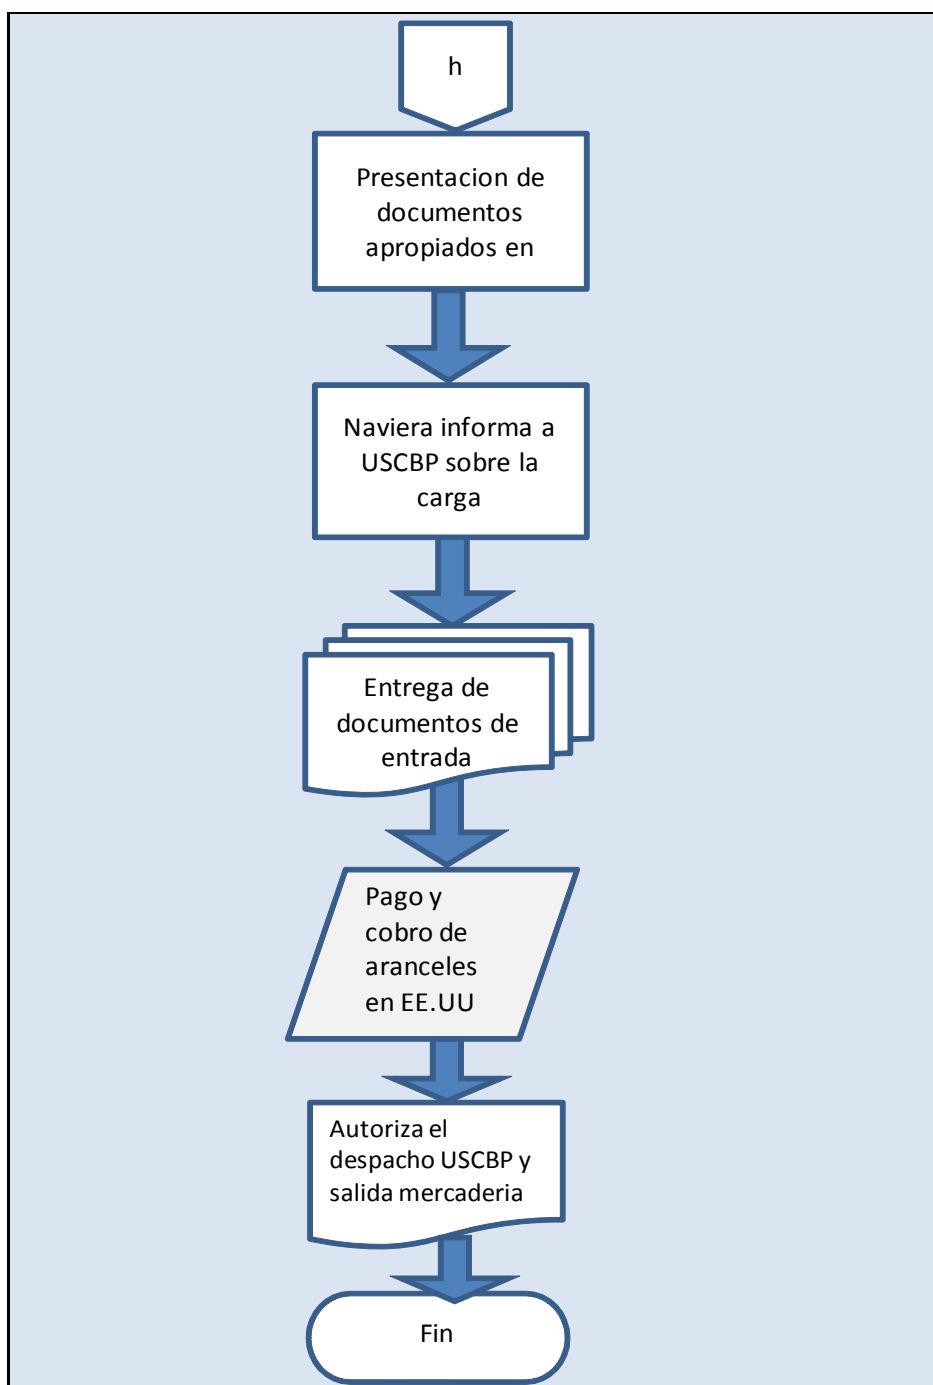 h
Presentacion de
documentos
apropiados en
Naviera informa a
USCBP sobre la
carga
Entrega de
documentos de
entrada
Pago y
cobro de
aranceles
en EE.UU
Autoriza el
despacho USCBP y
salida mercaderia
Fin